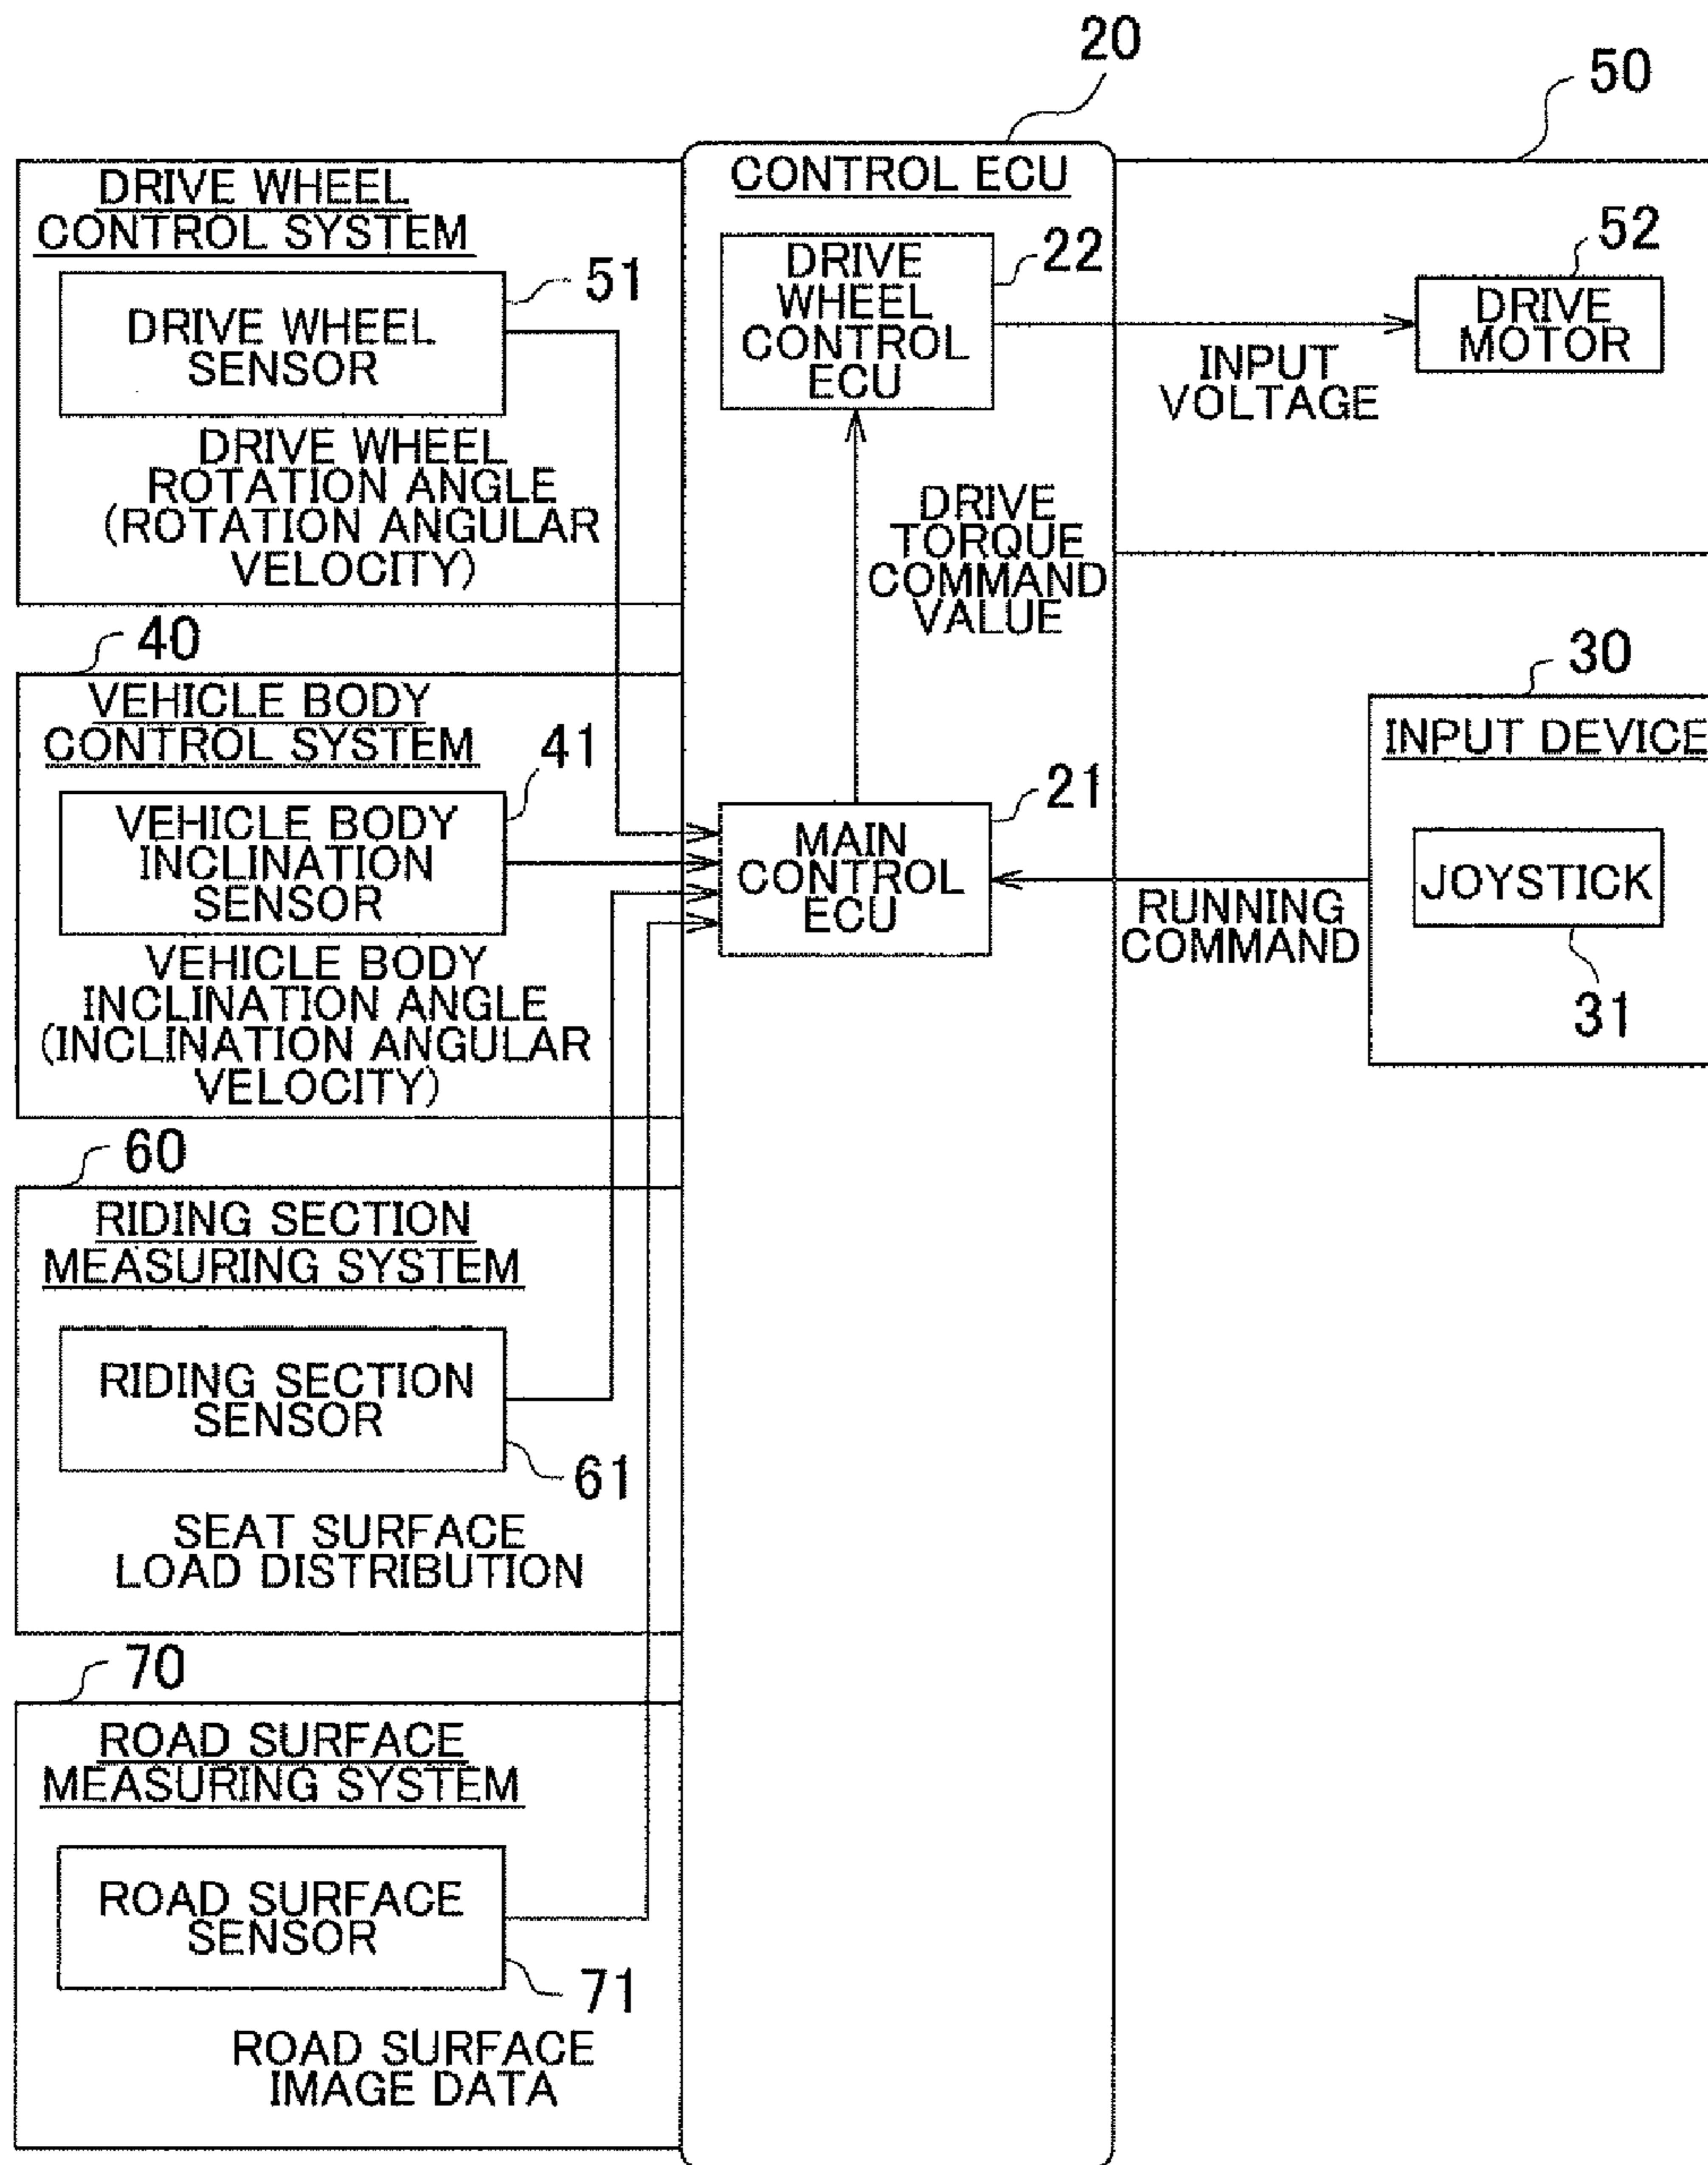 20
50
DRIVE WHEEL
CONTROL SYSTEM
51
DRIVE WHEEL
SENSOR
DRIVE WHEEL
ROTATION ANGLE
(ROTATION ANGULAR
VELOCITY)
CONTROL ECU
22
DRIVE
WHEEL
CONTROL
ECU
52
DRIVE
MOTOR
INPUT
VOLTAGE
DRIVE
TORQUE
COMMAND
VALUE
40
VEHICLE BODY
CONTROL SYSTEM
41
VEHICLE BODY
INCLINATION
SENSOR
VEHICLE BODY
INCLINATION ANGLE
(INCLINATION ANGULAR
VELOCITY)
21
MAIN
CONTROL
ECU
30
INPUT DEVICE
JOYSTICK
31
RUNNING
COMMAND
60
RIDING SECTION
MEASURING SYSTEM
RIDING SECTION
SENSOR
61
SEAT SURFACE
LOAD DISTRIBUTION
70
ROAD SURFACE
MEASURING SYSTEM
ROAD SURFACE
SENSOR
71
ROAD SURFACE
IMAGE DATA